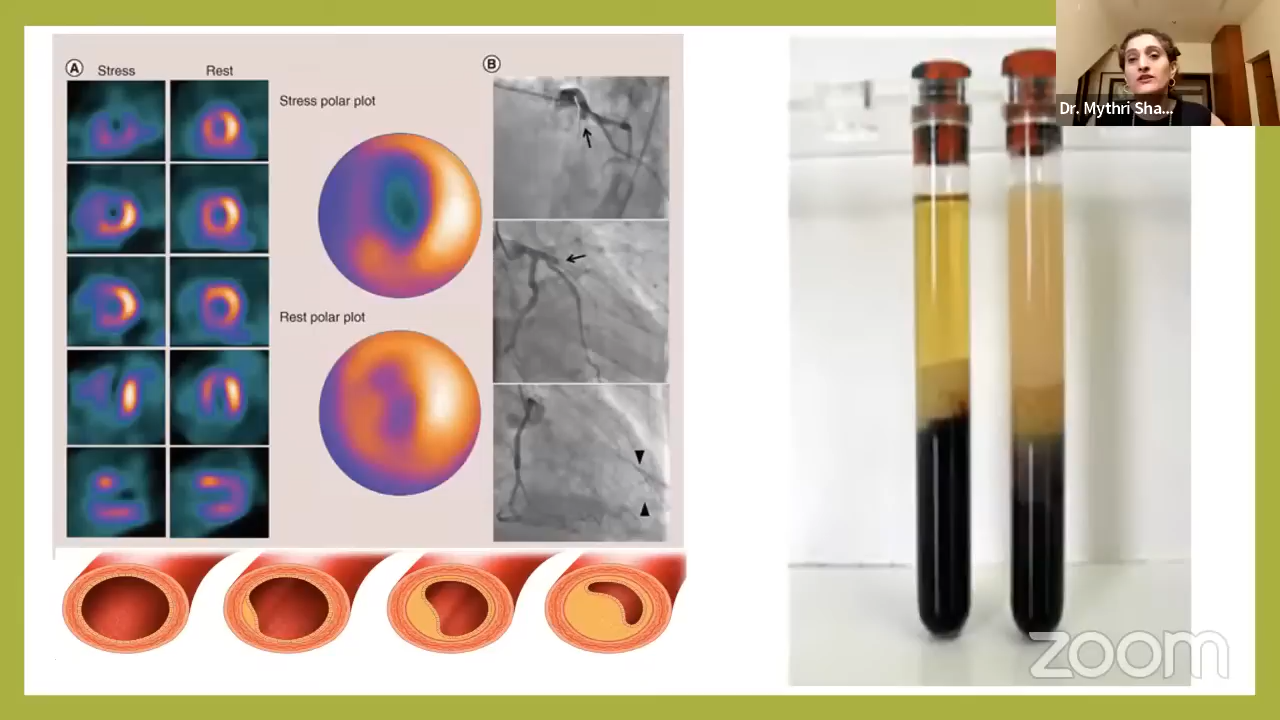 A Stress Rest
Stress polar plot
Rest polar plot
B
Dr. Mythri Sha...
zoom